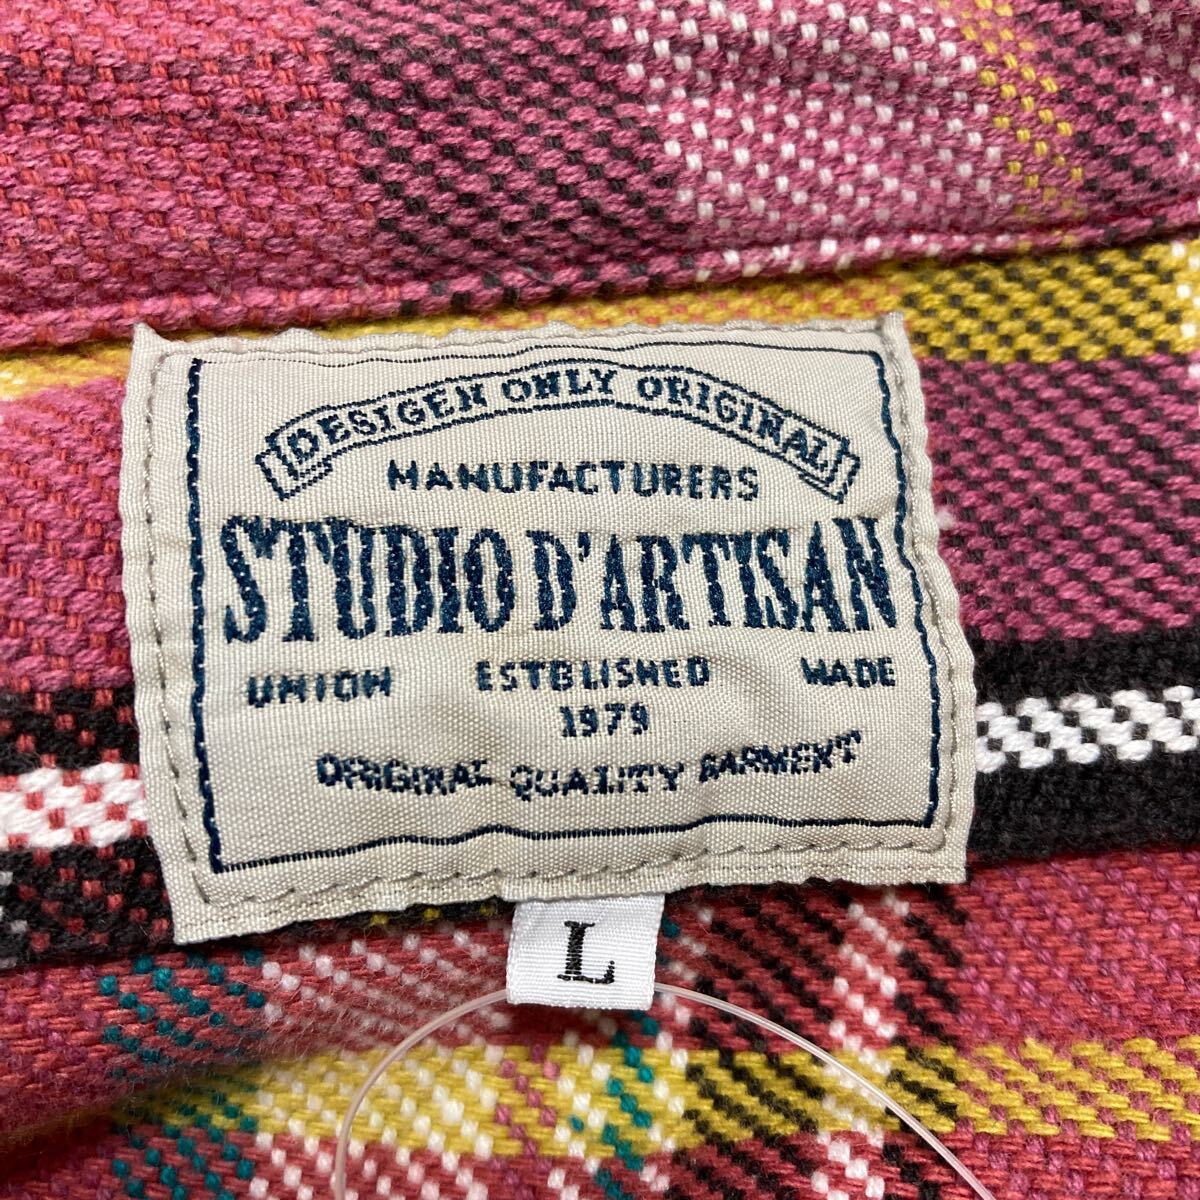 DESIGEN ONLY ORIGINAL
MANUFACTURERS
STUDIO D'ARTISAN
UNION ESTBLISHED MADE
1979
ORIGINAL QUALITY GARMENT
L